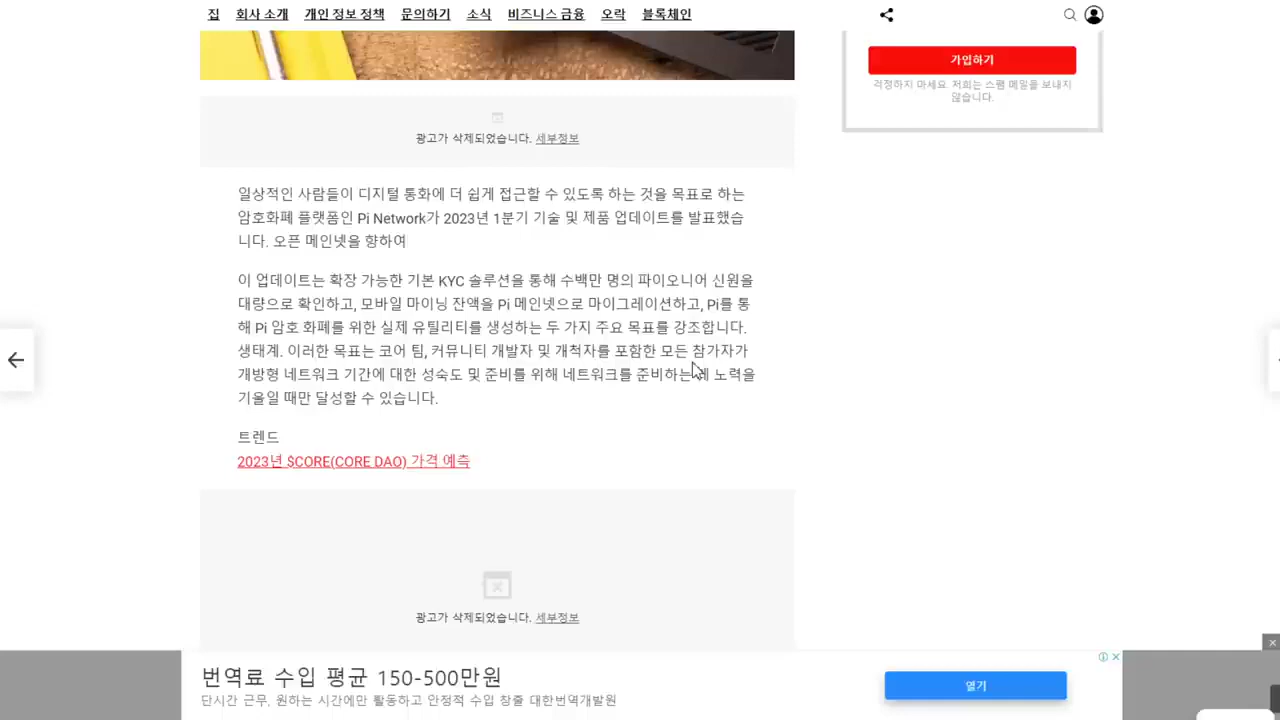 집 회사 소개 개인 정보 정책 문의하기 소식 비즈니스 금융 오락 블록체인
가입하기
걱정하지 마세요. 저희는 스팸 메일을 보내지
않습니다.
광고가 삭제되었습니다. 세부정보
일상적인 사람들이 디지털 통화에 더 쉽게 접근할 수 있도록 하는 것을 목표로 하는
암호화폐 플랫폼인 Pi Network가 2023년 1분기 기술 및 제품 업데이트를 발표했습
니다. 오픈 메인넷을 향하여
이 업데이트는 확장 가능한 기본 KYC 솔루션을 통해 수백만 명의 파이오니어 신원을
대량으로 확인하고, 모바일 마이닝 잔액을 Pi 메인넷으로 마이그레이션하고, Pi를 통
해 Pi 암호 화폐를 위한 실제 유틸리티를 생성하는 두 가지 주요 목표를 강조합니다.
생태계. 이러한 목표는 코어 팀, 커뮤니티 개발자 및 개척자를 포함한 모든 참가자가
개방형 네트워크 기간에 대한 성숙도 및 준비를 위해 네트워크를 준비하는 데 노력을
기울일 때만 달성할 수 있습니다.
트렌드
2023년 $CORE(CORE DAO) 가격 예측
광고가 삭제되었습니다. 세부정보
번역료 수입 평균 150-500만원
단시간 근무, 원하는 시간에만 활동하고 안정적 수입 창출 대한번역개발원
열기